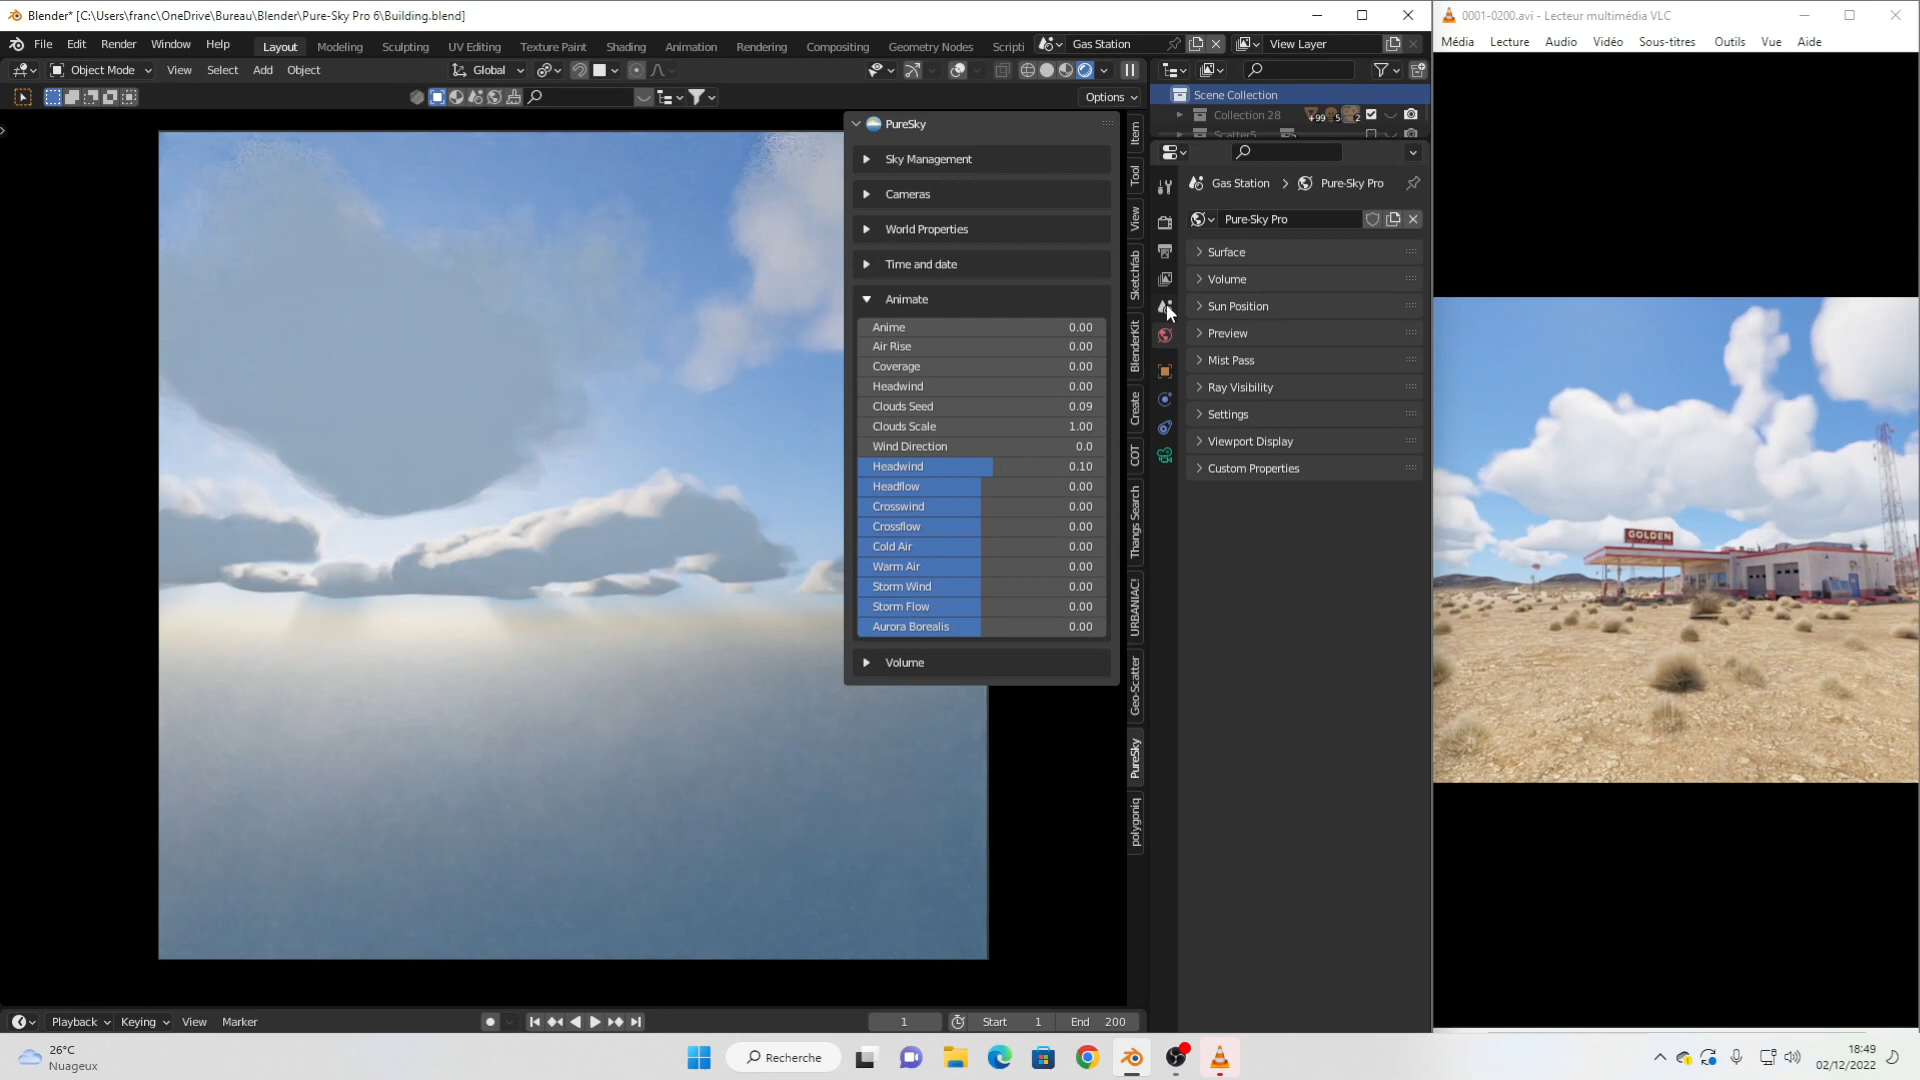 Blender* [C:\Users\franc\OneDrive\Bureau\Blender\Pure-Sky Pro 6\Building.blend]
0001-0200.avi - Lecteur multimédia VLC
File Edit Render Window Help
Layout Modeling Sculpting UV Editing Texture Paint Shading Animation Rendering Compositing Geometry Nodes Scripti
Gas Station
View Layer
Média Lecture Audio Vidéo Sous-titres Outils Vue Aide
Object Mode View Select Add Object
Global
Options
Scene Collection
Collection 28
+99 5 2
Scatter5
PureSky
Sky Management
Cameras
World Properties
Time and date
Animate
Anime 0.00
Air Rise 0.00
Coverage 0.00
Headwind 0.00
Clouds Seed 0.09
Clouds Scale 1.00
Wind Direction 0.0
Headwind 0.10
Headflow 0.00
Crosswind 0.00
Crossflow 0.00
Cold Air 0.00
Warm Air 0.00
Storm Wind 0.00
Storm Flow 0.00
Aurora Borealis 0.00
Volume
Item
Tool
View
Sketchfab
BlenderKit
Create
COT
Thangs Search
URBANIAC!
Geo-Scatter
PureSky
polygoniq
Gas Station > Pure-Sky Pro
Pure-Sky Pro
Surface
Volume
Sun Position
Preview
Mist Pass
Ray Visibility
Settings
Viewport Display
Custom Properties
GOLDEN
Playback Keying View Marker
1
Start 1
End 200
26°C
Nuageux
Recherche
18:49
02/12/2022